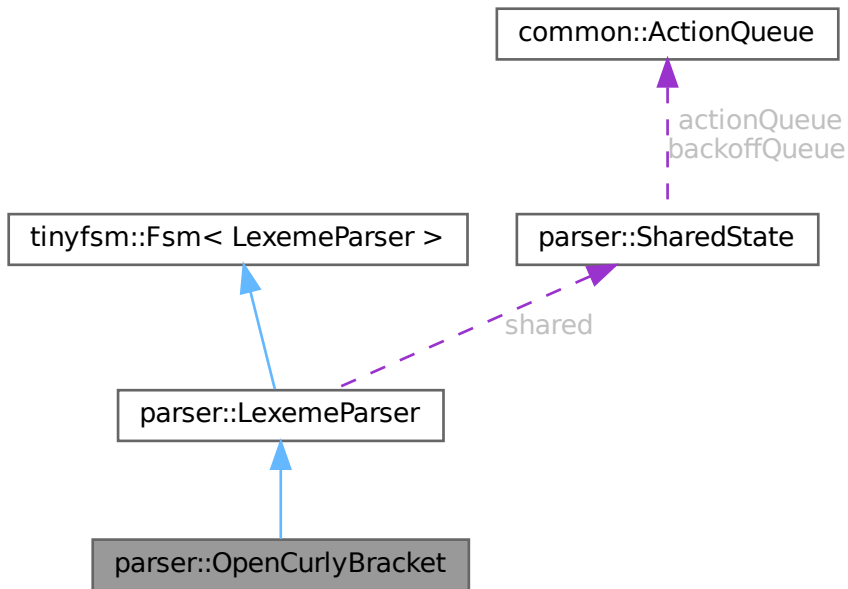 common::ActionQueue
actionQueue
backoffQueue
tinyfsm::Fsm< LexemeParser >
parser::SharedState
shared
parser::LexemeParser
parser::OpenCurlyBracket